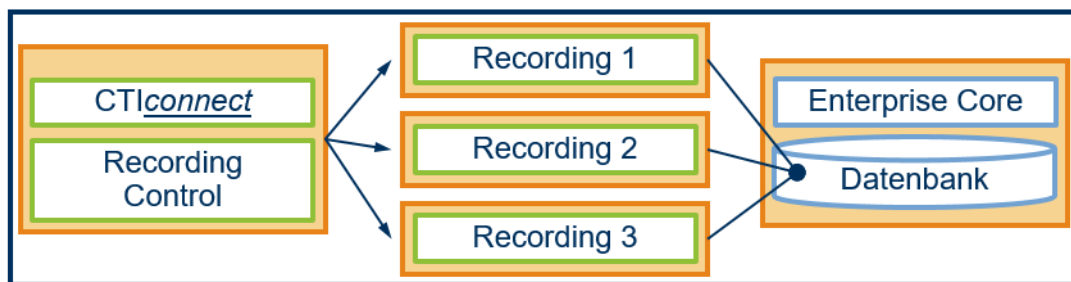 CTIconnect
Recording
Control
Recording 1
Recording 2
Recording 3
Enterprise Core
Datenbank